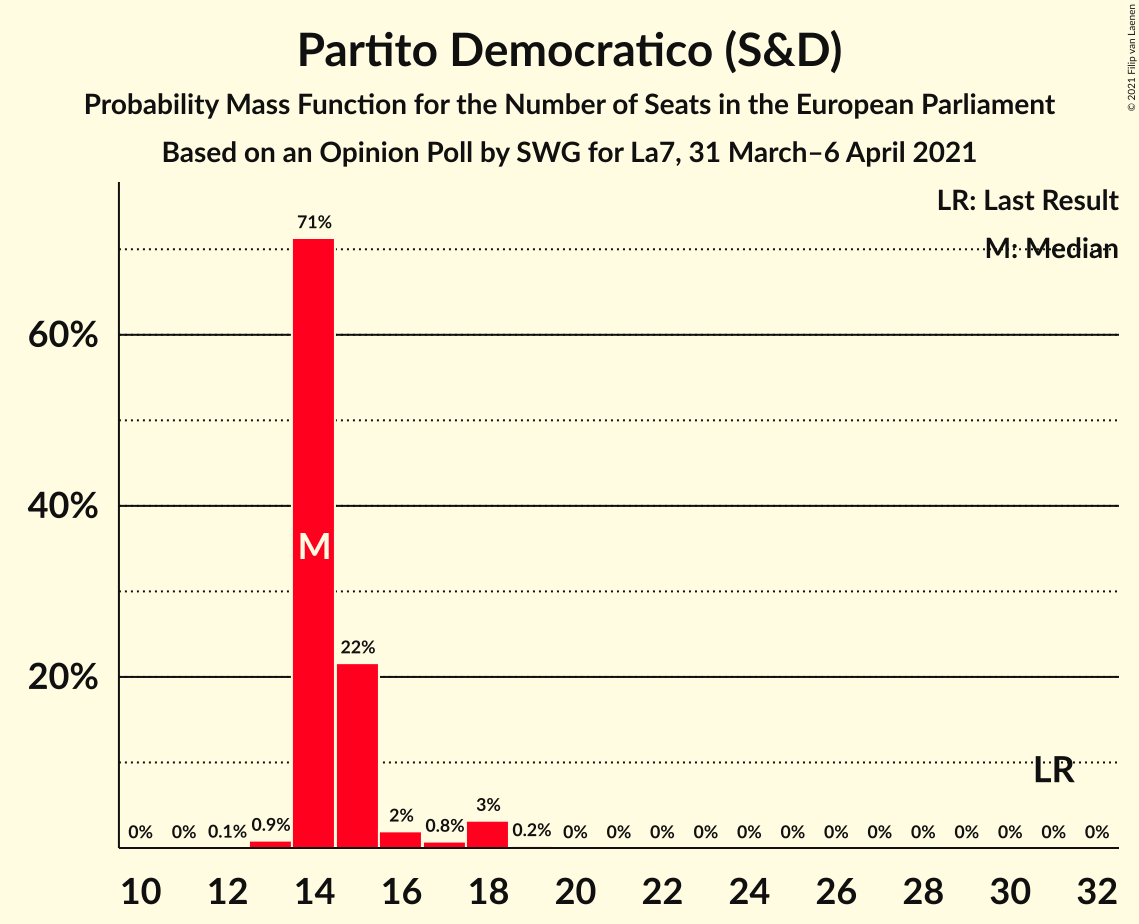 Partito Democratico (S&D)
Probability Mass Function for the Number of Seats in the European Parliament
Based on an Opinion Poll by SWG for La7, 31 March–6 April 2021
© 2021 Filip van Laenen
LR: Last Result
M: Median
60%
40%
20%
0% 0% 0.1% 0.9% 71% 22% 2% 0.8% 3% 0.2% 0% 0% 0% 0% 0% 0% 0% 0% 0% 0% 0% 0% 0%
M
LR
10 12 14 16 18 20 22 24 26 28 30 32